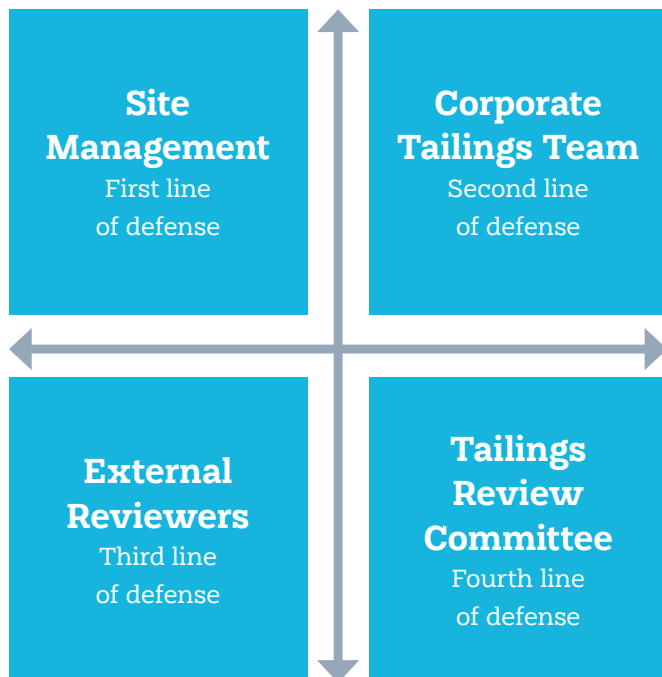 Site
Management
First line
of defense
Corporate
Tailings Team
Second line
of defense
External
Reviewers
Third line
of defense
Tailings
Review
Committee
Fourth line
of defense